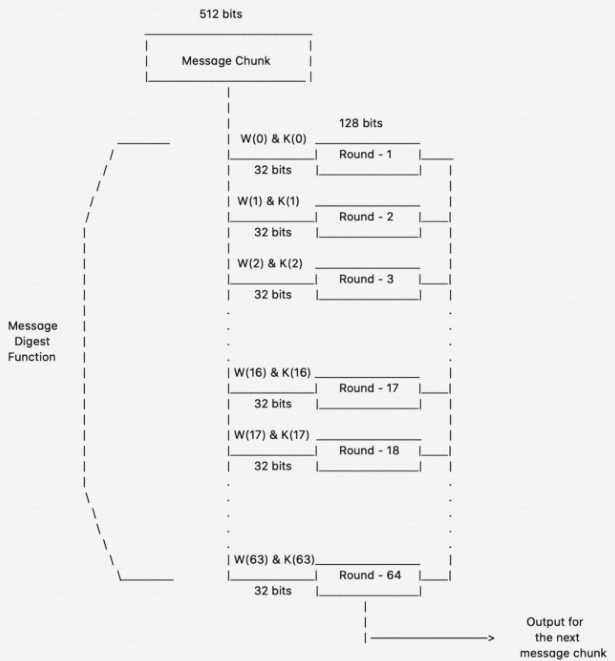 512 bits
Message Chunk
128 bits
W(0) & K(0)
Round - 1
32 bits
W(1) & K(1)
Round - 2
32 bits
W(2) & K(2)
Round - 3
32 bits
Message
Digest
Function
W(16) & K(16)
Round - 17
32 bits
W(17) & K(17)
Round - 18
32 bits
W(63) & K(63)
Round - 64
32 bits
Output for
the next
message chunk